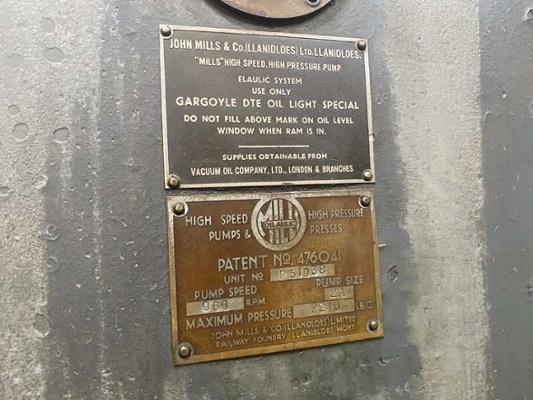 JOHN MILLS & CO.(LLANIDLOES) LTD. LLANIDLOES.
"MILLS" HIGH SPEED, HIGH PRESSURE PUMP
ELAULIC SYSTEM
USE ONLY
GARGOYLE DTE OIL LIGHT SPECIAL
DO NOT FILL ABOVE MARK ON OIL LEVEL
WINDOW WHEN RAM IS IN.
SUPPLIES OBTAINABLE FROM
VACUUM OIL COMPANY, LTD., LONDON & BRANCHES
HIGH SPEED
PUMPS &
ELAULIC
HIGH PRESSURE
PRESSES
PATENT NO. 476041
UNIT NO
PUMP SPEED
960 R.P.M.
PUMP SIZE
MAXIMUM PRESSURE 2240 LB/
JOHN MILLS & CO (LLANIDLOES) LIMITED
RAILWAY FOUNDRY LLANIDLOES MONT.